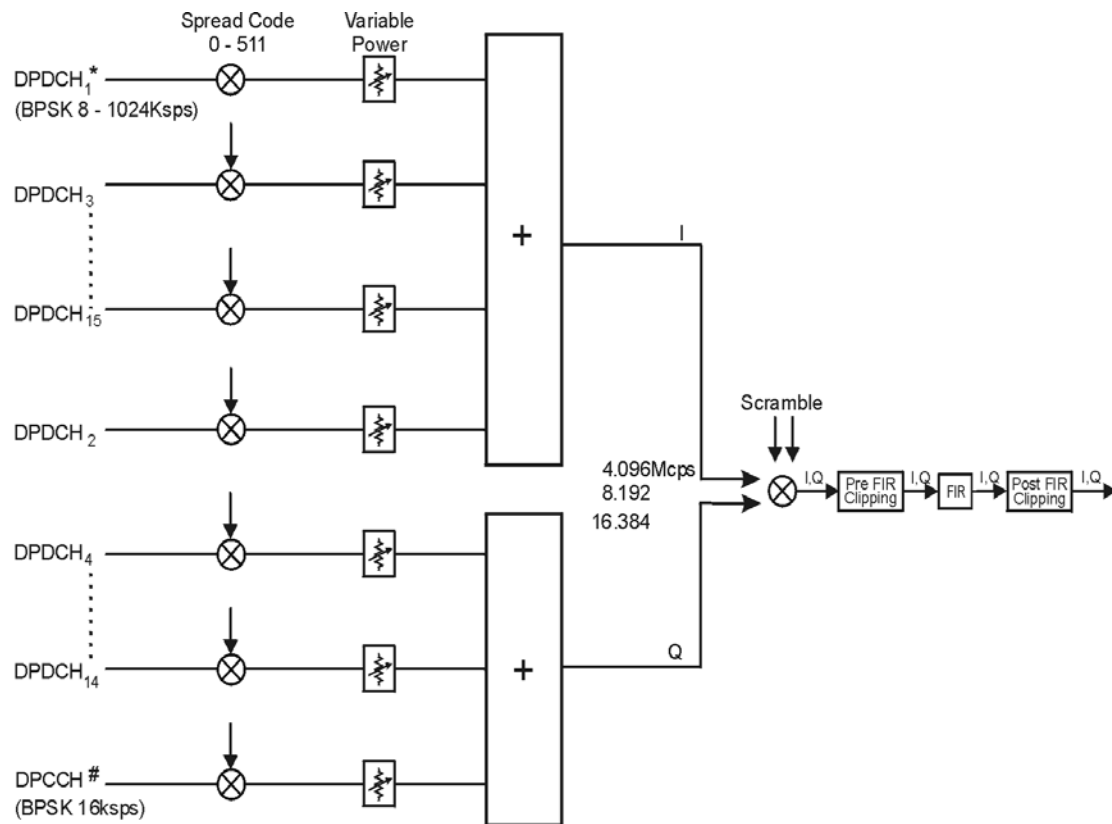 Spread Code
0 - 511
Variable
Power
DPDCH1*
(BPSK 8 - 1024Ksps)
DPDCH3
DPDCH15
DPDCH2
DPDCH4
DPDCH14
DPCCH #
(BPSK 16ksps)
+
+
I
Q
4.096Mcps
8.192
16.384
Scramble
I,Q
Pre FIR
Clipping
I,Q
FIR
I,Q
Post FIR
Clipping
I,Q